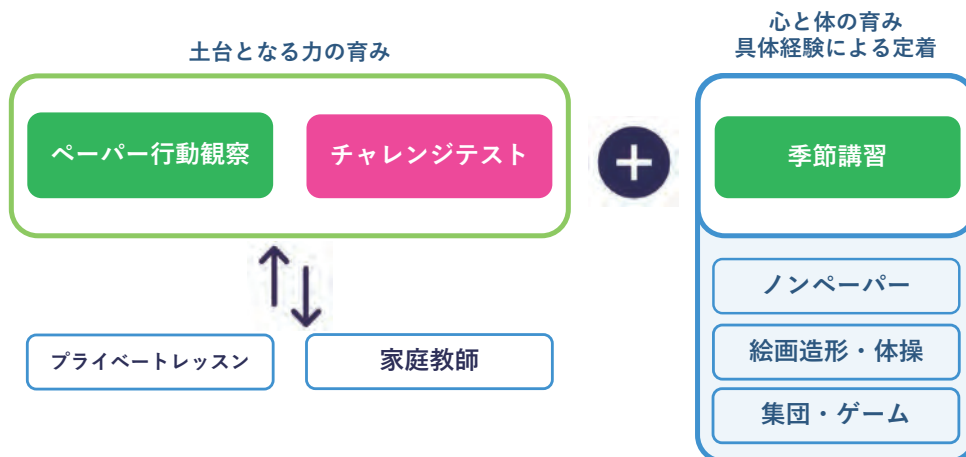 土台となる力の育み
ペーパー行動観察
チャレンジテスト
プライベートレッスン
家庭教師
心と体の育み
具体経験による定着
季節講習
ノンペーパー
絵画造形・体操
集団・ゲーム